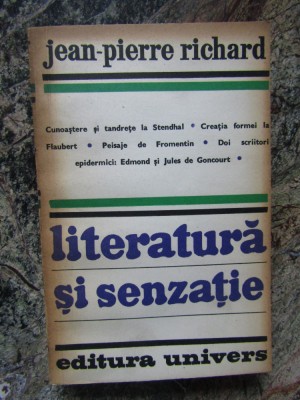 jean-pierre richard
Cunoaştere şi tandreţe la Stendhal • Creaţia formei la
Flaubert • Peisaje de Fromentin • Doi scriitori
epidermici: Edmond şi Jules de Goncourt •
literatură
şi senzaţie
editura univers